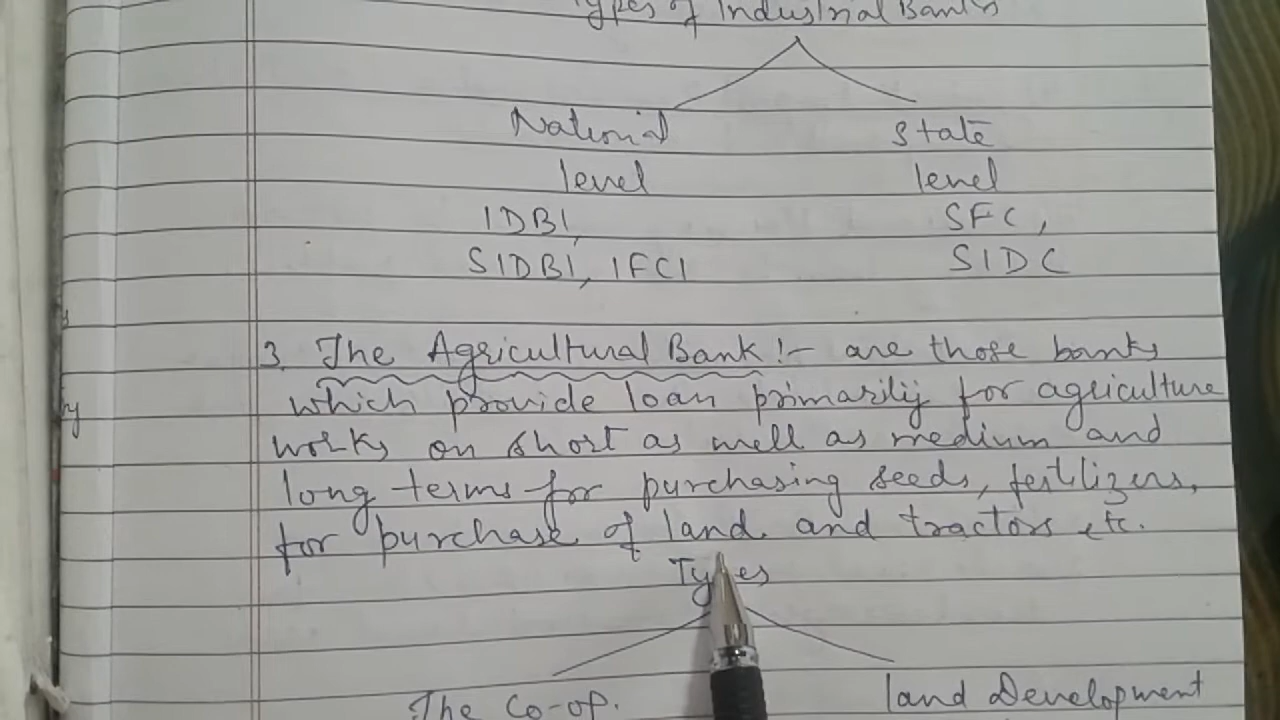 Types of Industrial Banks
National State
level level
IDBI, SFC,
SIDBI, IFCI SIDC
3. The Agricultural Bank :- are those banks
which provide loan primarily for agriculture
works on short as well as medium and
long terms for purchasing seeds, fertilizers,
for purchase of land and tractors etc.
Types
The Co-op. land Development